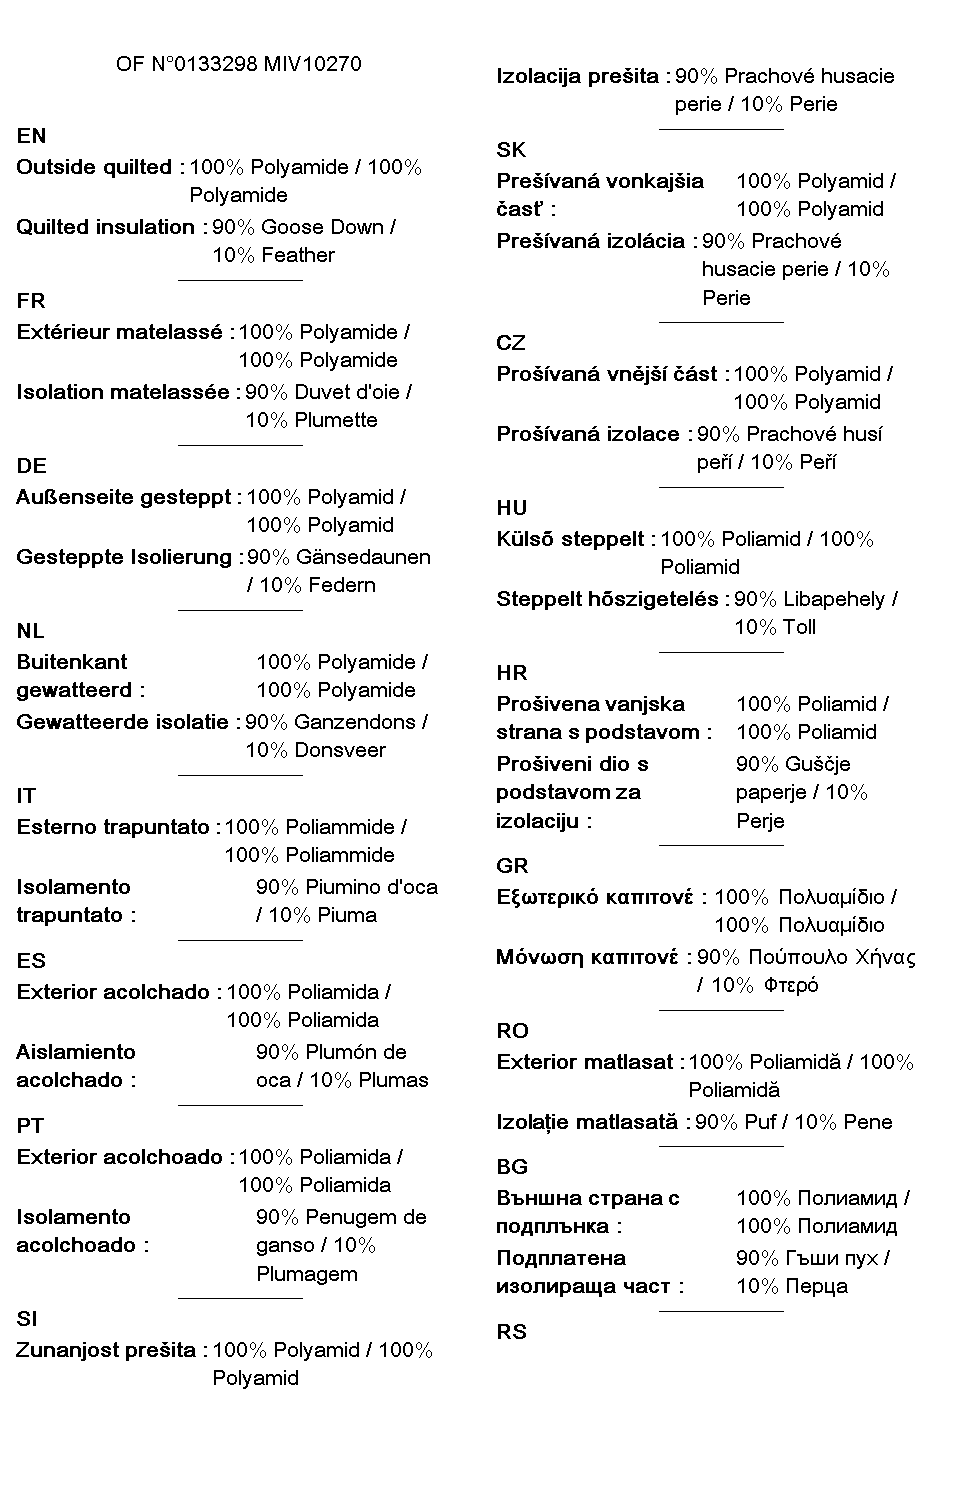 OF N°0133298 MIV10270
EN
Outside quilted : 100% Polyamide / 100%
Polyamide
Quilted insulation : 90% Goose Down /
10% Feather
FR
Extérieur matelassé : 100% Polyamide /
100% Polyamide
Isolation matelassée : 90% Duvet d'oie /
10% Plumette
DE
Außenseite gesteppt : 100% Polyamid /
100% Polyamid
Gesteppte Isolierung : 90% Gänsedaunen
/ 10% Federn
NL
Buitenkant 100% Polyamide /
gewatteerd : 100% Polyamide
Gewatteerde isolatie : 90% Ganzendons /
10% Donsveer
IT
Esterno trapuntato : 100% Poliammide /
100% Poliammide
Isolamento 90% Piumino d'oca
trapuntato : / 10% Piuma
ES
Exterior acolchado : 100% Poliamida /
100% Poliamida
Aislamiento 90% Plumón de
acolchado : oca / 10% Plumas
PT
Exterior acolchoado : 100% Poliamida /
100% Poliamida
Isolamento 90% Penugem de
acolchoado : ganso / 10%
Plumagem
SI
Zunanjost prešita : 100% Polyamid / 100%
Polyamid
Izolacija prešita : 90% Prachové husacie
perie / 10% Perie
SK
Prešívaná vonkajšia 100% Polyamid /
časť : 100% Polyamid
Prešívaná izolácia : 90% Prachové
husacie perie / 10%
Perie
CZ
Prošívaná vnější část : 100% Polyamid /
100% Polyamid
Prošívaná izolace : 90% Prachové husí
peří / 10% Peří
HU
Külsõ steppelt : 100% Poliamid / 100%
Poliamid
Steppelt hõszigetelés : 90% Libapehely /
10% Toll
HR
Prošivena vanjska 100% Poliamid /
strana s podstavom : 100% Poliamid
Prošiveni dio s 90% Guščje
podstavom za paperje / 10%
izolaciju : Perje
GR
Εξωτερικό καπιτονέ : 100% Πολυαμίδιο /
100% Πολυαμίδιο
Μόνωση καπιτονέ : 90% Πούπουλο Χήνας
/ 10% Φτερό
RO
Exterior matlasat : 100% Poliamidă / 100%
Poliamidă
Izolație matlasată : 90% Puf / 10% Pene
BG
Външна страна с 100% Полиамид /
подплънка : 100% Полиамид
Подплатена 90% Гъши пух /
изолираща част : 10% Перца
RS